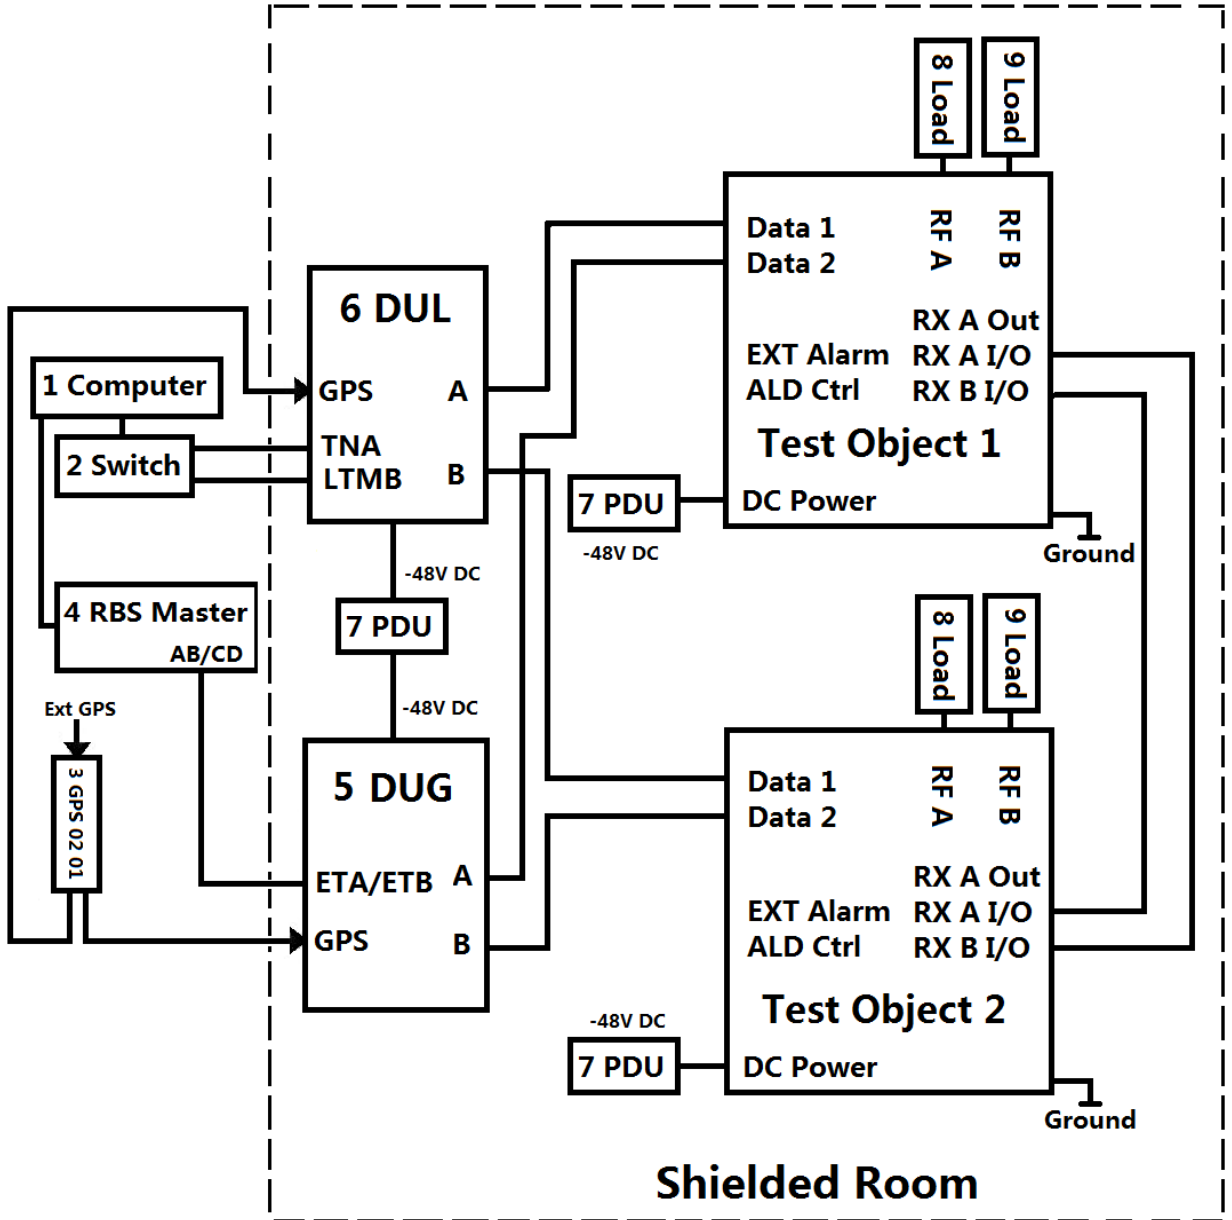 8 Load
9 Load
Data 1
Data 2
RF A
RF B
RX A Out
EXT Alarm RX A I/O
ALD Ctrl RX B I/O
Test Object 1
DC Power
Ground
7 PDU
-48V DC
6 DUL
GPS
A
TNA
LTMB
B
1 Computer
2 Switch
-48V DC
7 PDU
-48V DC
4 RBS Master
AB/CD
Ext GPS
3 GPS 02 01
5 DUG
ETA/ETB
A
GPS
B
8 Load
9 Load
Data 1
Data 2
RF A
RF B
RX A Out
EXT Alarm RX A I/O
ALD Ctrl RX B I/O
Test Object 2
-48V DC
7 PDU
DC Power
Ground
Shielded Room